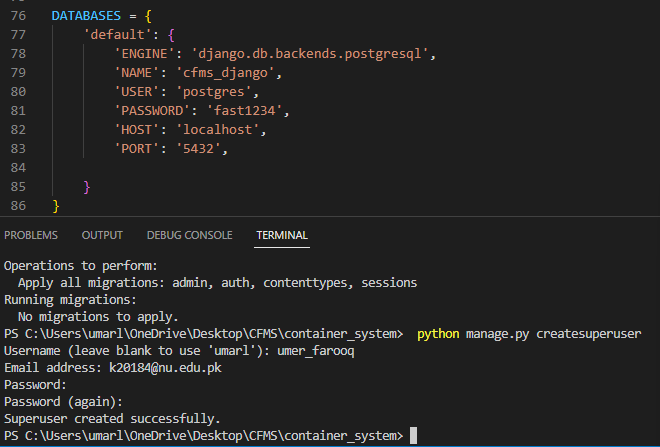 76 DATABASES = {
77     'default': {
78         'ENGINE': 'django.db.backends.postgresql',
79         'NAME': 'cfms_django',
80         'USER': 'postgres',
81         'PASSWORD': 'fast1234',
82         'HOST': 'localhost',
83         'PORT': '5432',
84
85     }
86 }
PROBLEMS OUTPUT DEBUG CONSOLE TERMINAL
Operations to perform:
  Apply all migrations: admin, auth, contenttypes, sessions
Running migrations:
  No migrations to apply.
PS C:\Users\umarl\OneDrive\Desktop\CFMS\container_system>  python manage.py createsuperuser
Username (leave blank to use 'umarl'): umer_farooq
Email address: k20184@nu.edu.pk
Password:
Password (again):
Superuser created successfully.
PS C:\Users\umarl\OneDrive\Desktop\CFMS\container_system>